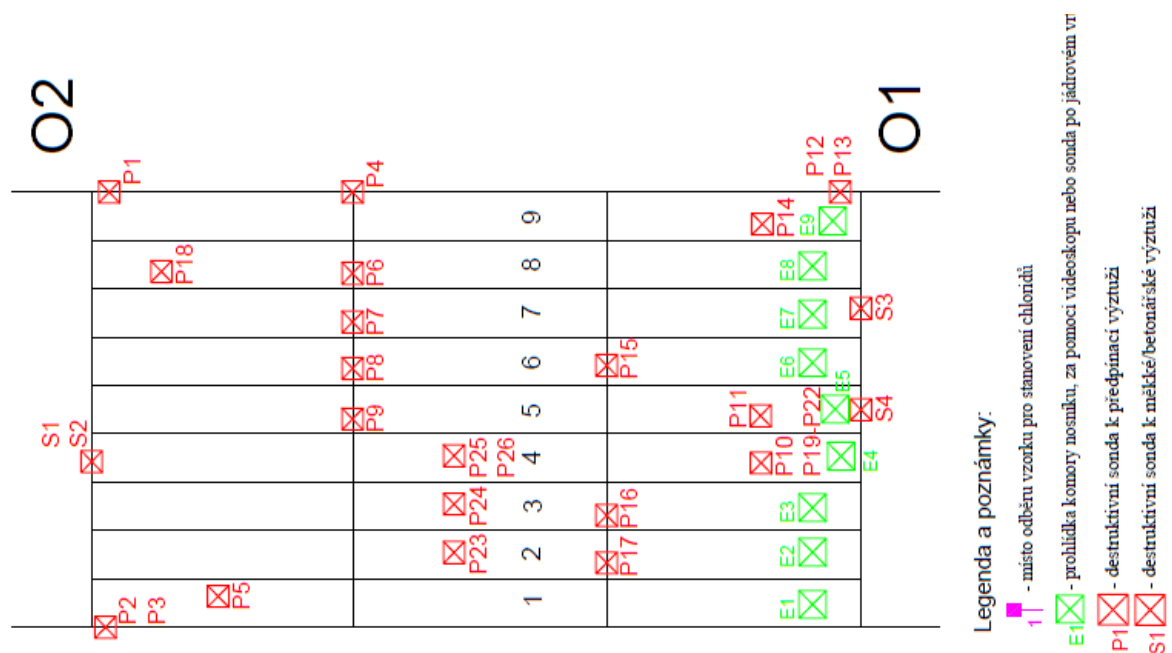 O2
O1
P1
P4
P12
P13
9
P14
E9
P18
P6
8
E8
P7
7
E7
S3
P8
6
P15
E6
P9
5
P11
E5
S4
S1
S2
P25
P26
4
P10
P19-P22
E4
P24
3
P16
E3
P23
2
P17
E2
P2
P3
P5
1
E1
Legenda a poznámky:
1 - místo odběru vzorku pro stanovení chloridů
E1 - prohlídka komory nosníku, za pomoci videoskopu nebo sonda po jádrovém
P1 - destruktivní sonda k předpínací výztuži
S1 - destruktivní sonda k měkké/betonářské výztuži